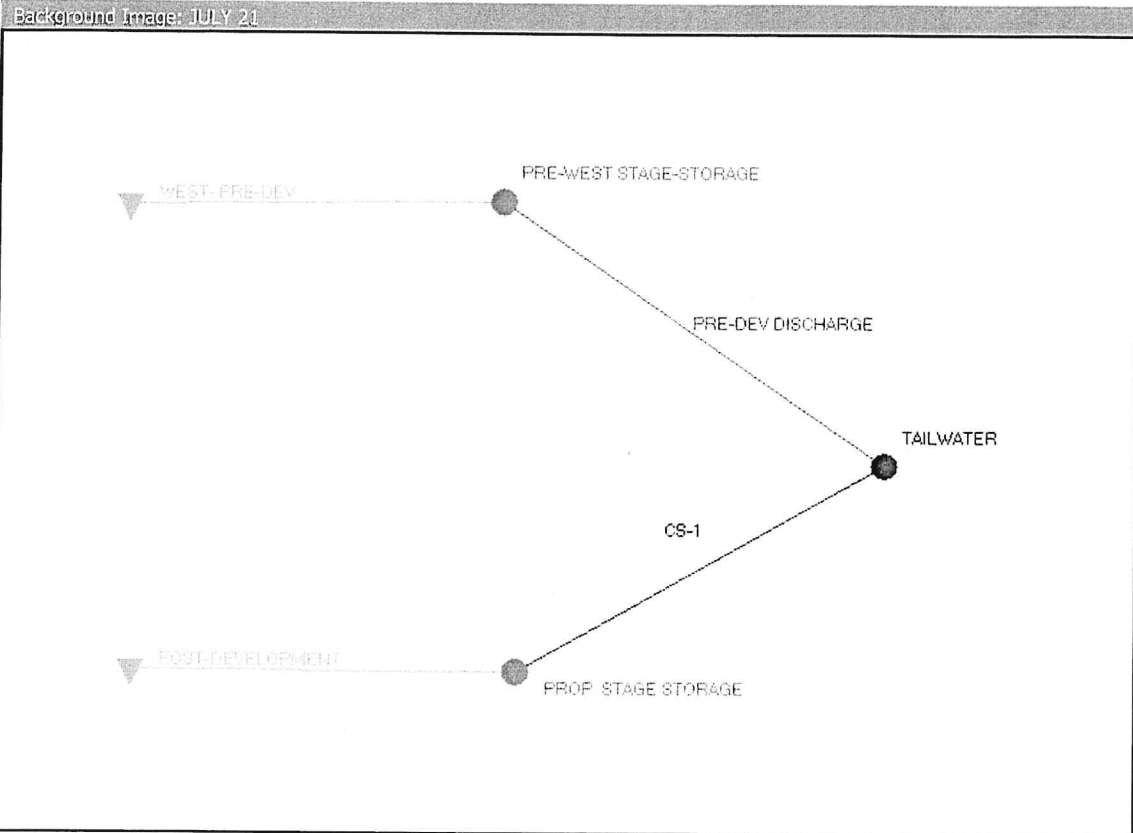 Background Image: JULY 21
PRE-WEST STAGE-STORAGE
WEST- PRE-DEV
PRE-DEV DISCHARGE
TAILWATER
CS-1
POST-DEVELOPMENT
PROP STAGE STORAGE